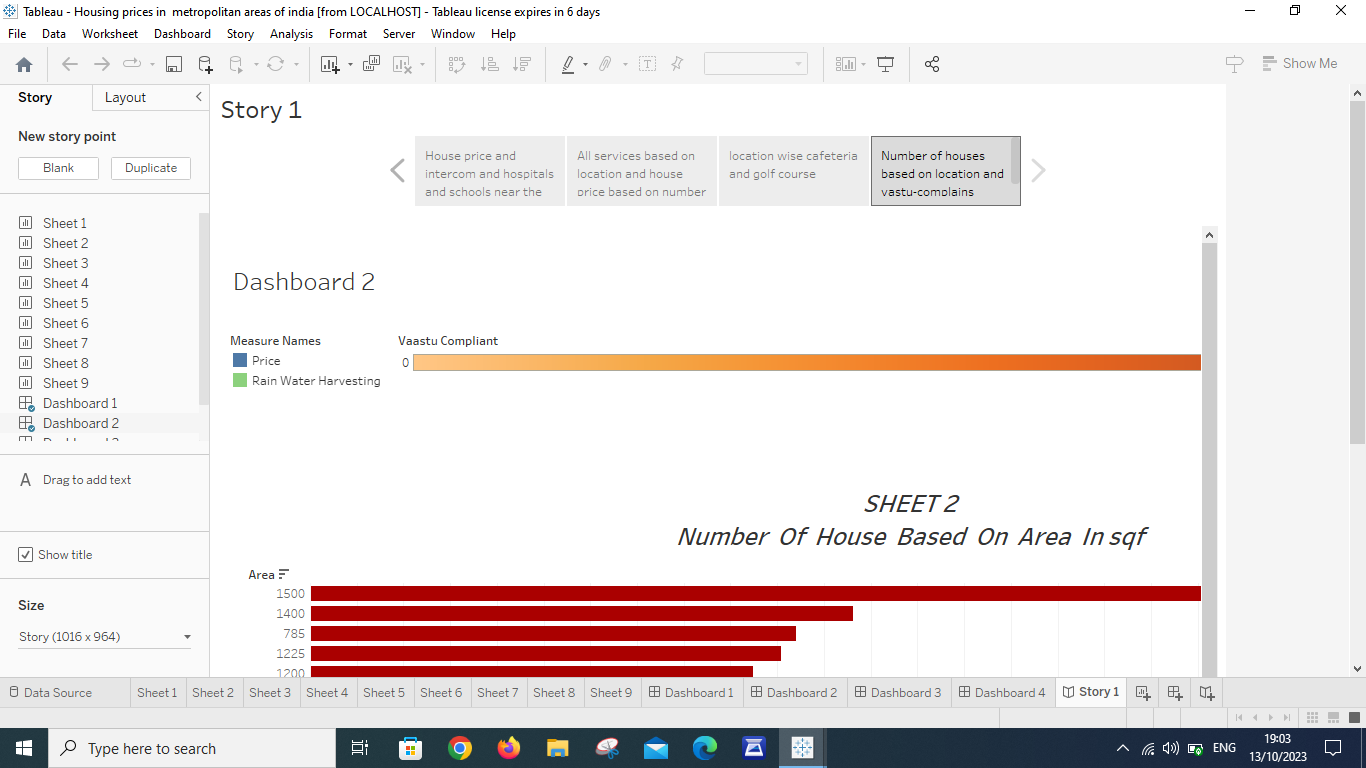 Tableau - Housing prices in  metropolitan areas of india [from LOCALHOST] - Tableau license expires in 6 days
File Data Worksheet Dashboard Story Analysis Format Server Window Help
Show Me
Story Layout
New story point
Blank Duplicate
Sheet 1
Sheet 2
Sheet 3
Sheet 4
Sheet 5
Sheet 6
Sheet 7
Sheet 8
Sheet 9
Dashboard 1
Dashboard 2
A Drag to add text
Show title
Size
Story (1016 x 964)
Story 1
House price and
intercom and hospitals
and schools near the
All services based on
location and house
price based on number
location wise cafeteria
and golf course
Number of houses
based on location and
vastu-complains
Dashboard 2
Measure Names
Price
Rain Water Harvesting
Vaastu Compliant
0
SHEET 2
Number Of House Based On Area In sqf
Area
1500
1400
785
1225
1200
Data Source Sheet 1 Sheet 2 Sheet 3 Sheet 4 Sheet 5 Sheet 6 Sheet 7 Sheet 8 Sheet 9 Dashboard 1 Dashboard 2 Dashboard 3 Dashboard 4 Story 1
Type here to search
ENG
19:03
13/10/2023